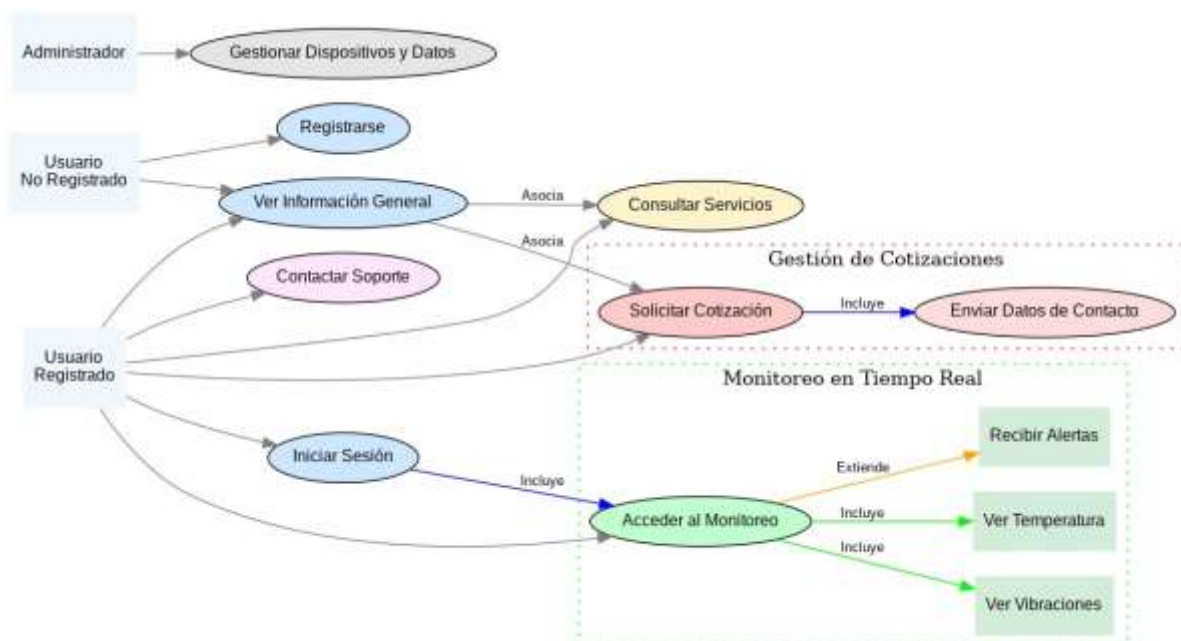 Administrador
Gestionar Dispositivos y Datos
Registrarse
Usuario
No Registrado
Ver Información General
Asocia
Consultar Servicios
Asocia
Gestión de Cotizaciones
Contactar Soporte
Solicitar Cotización
Incluye
Enviar Datos de Contacto
Usuario
Registrado
Monitoreo en Tiempo Real
Recibir Alertas
Iniciar Sesión
Extiende
Incluye
Acceder al Monitoreo
Incluye
Ver Temperatura
Incluye
Ver Vibraciones